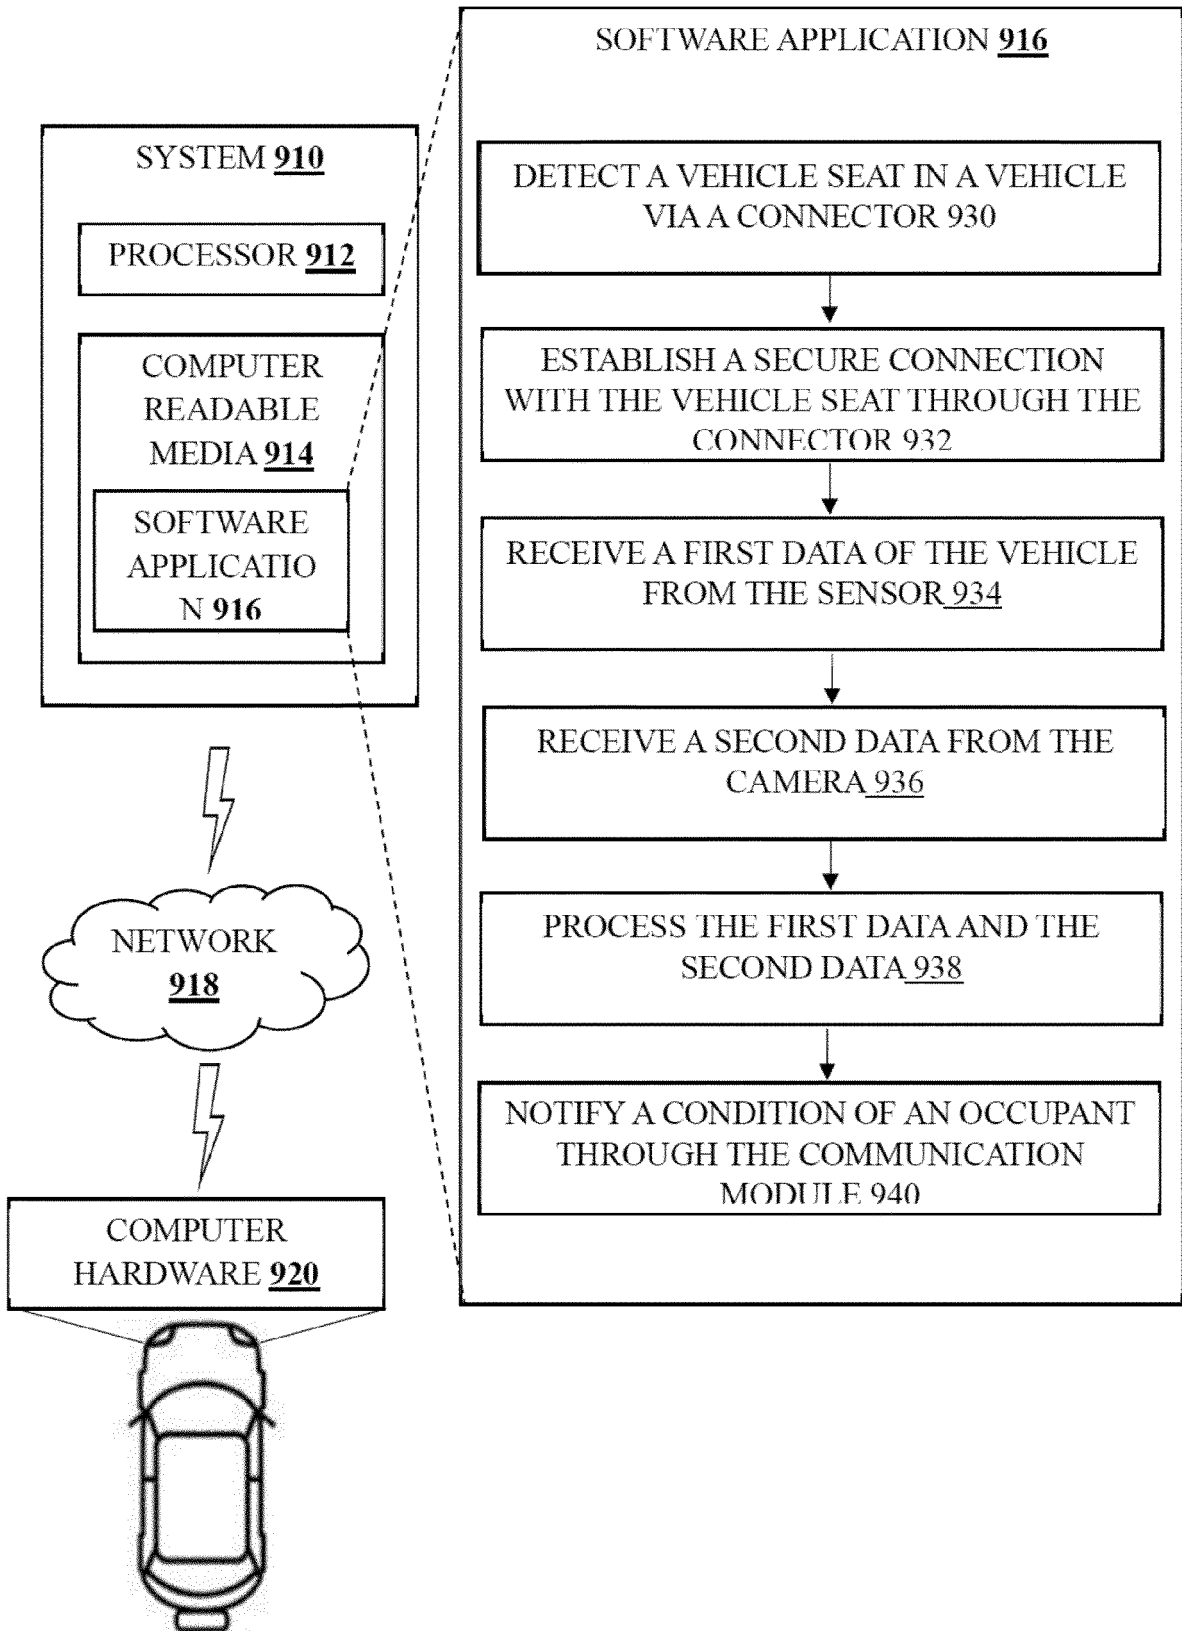 SOFTWARE APPLICATION 916
SYSTEM 910
PROCESSOR 912
COMPUTER
READABLE
MEDIA 914
SOFTWARE
APPLICATIO
N 916
NETWORK
918
COMPUTER
HARDWARE 920
DETECT A VEHICLE SEAT IN A VEHICLE
VIA A CONNECTOR 930
ESTABLISH A SECURE CONNECTION
WITH THE VEHICLE SEAT THROUGH THE
CONNECTOR 932
RECEIVE A FIRST DATA OF THE VEHICLE
FROM THE SENSOR 934
RECEIVE A SECOND DATA FROM THE
CAMERA 936
PROCESS THE FIRST DATA AND THE
SECOND DATA 938
NOTIFY A CONDITION OF AN OCCUPANT
THROUGH THE COMMUNICATION
MODULE 940